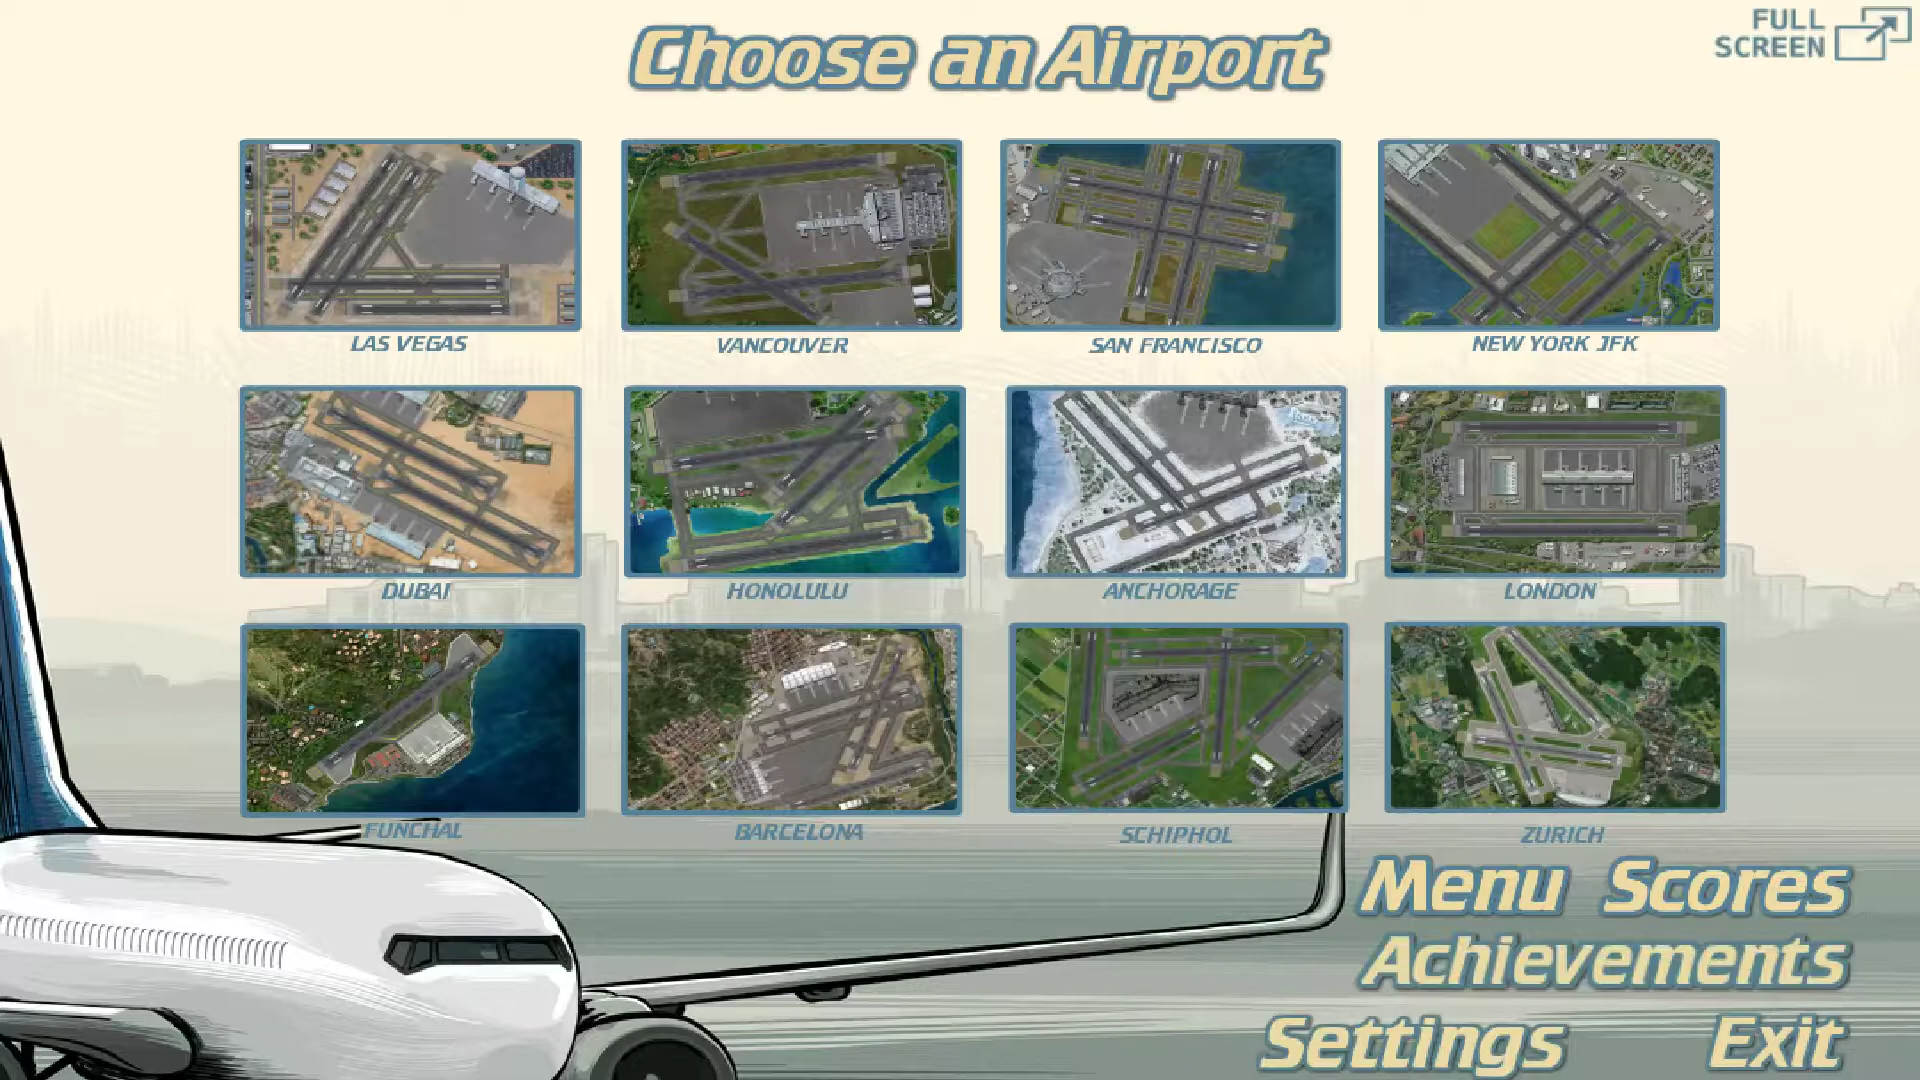 Choose an Airport
FULL
SCREEN
LAS VEGAS
VANCOUVER
SAN FRANCISCO
NEW YORK JFK
DUBAI
HONOLULU
ANCHORAGE
LONDON
FUNCHAL
BARCELONA
SCHIPHOL
ZURICH
Menu
Scores
Achievements
Settings
Exit